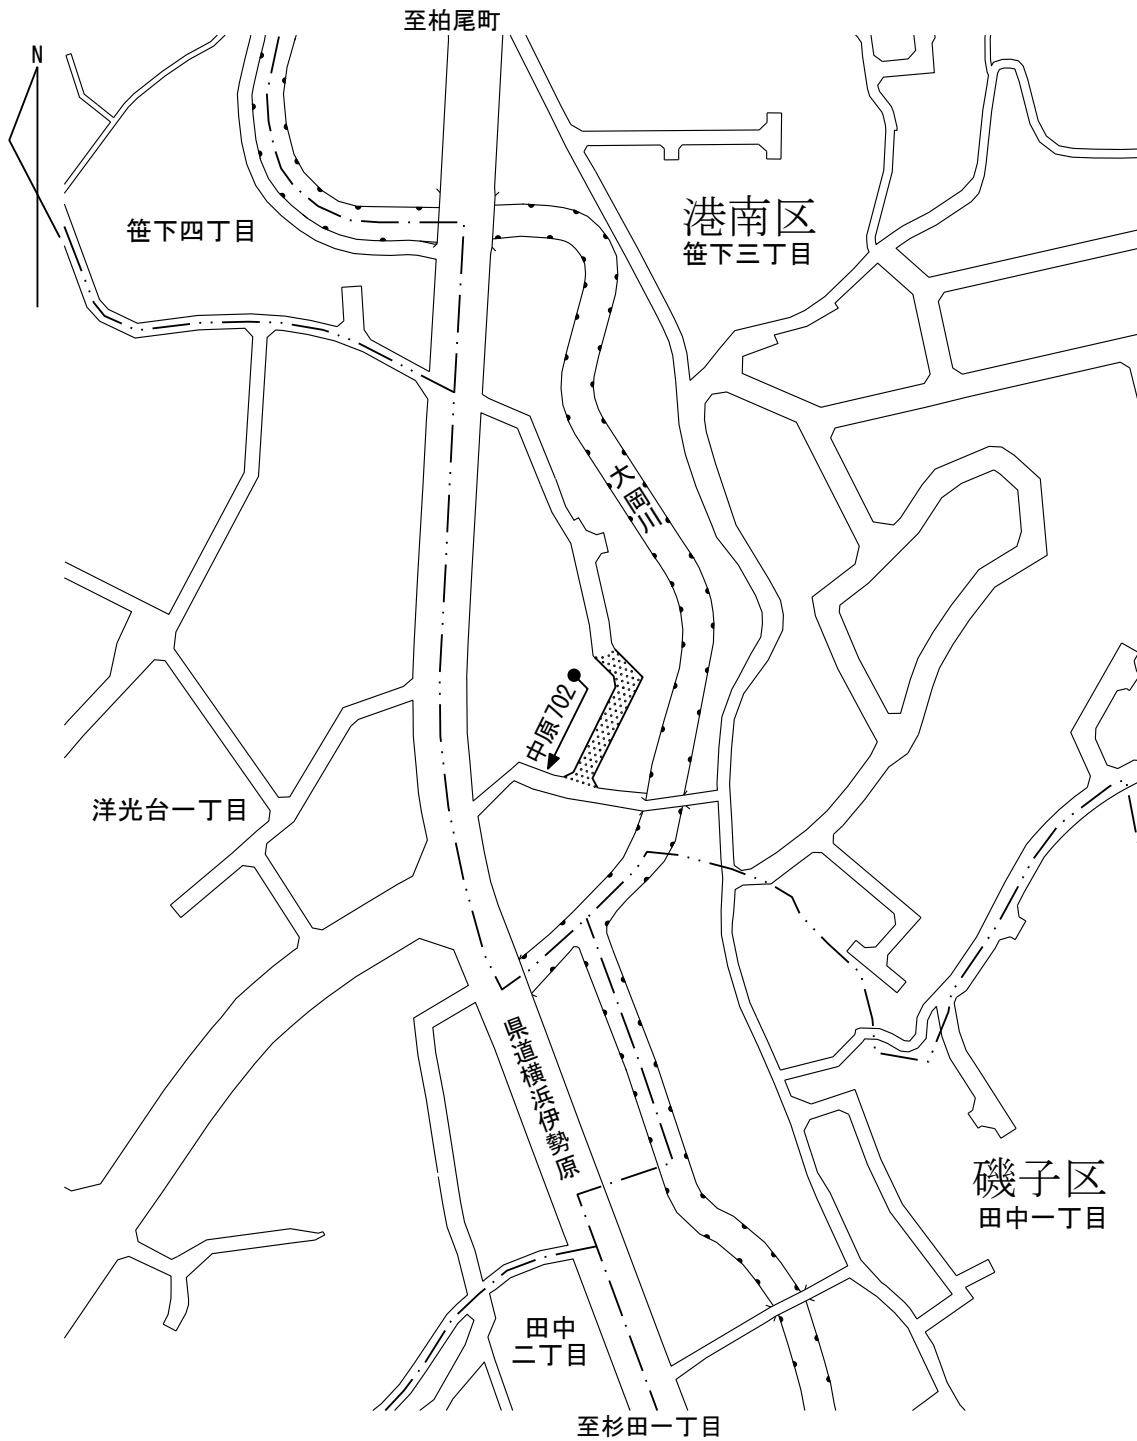 至柏尾町
N
港南区
笹下三丁目
笹下四丁目
大岡川
中原702
洋光台一丁目
県道横浜伊勢原
磯子区
田中一丁目
田中
二丁目
至杉田一丁目